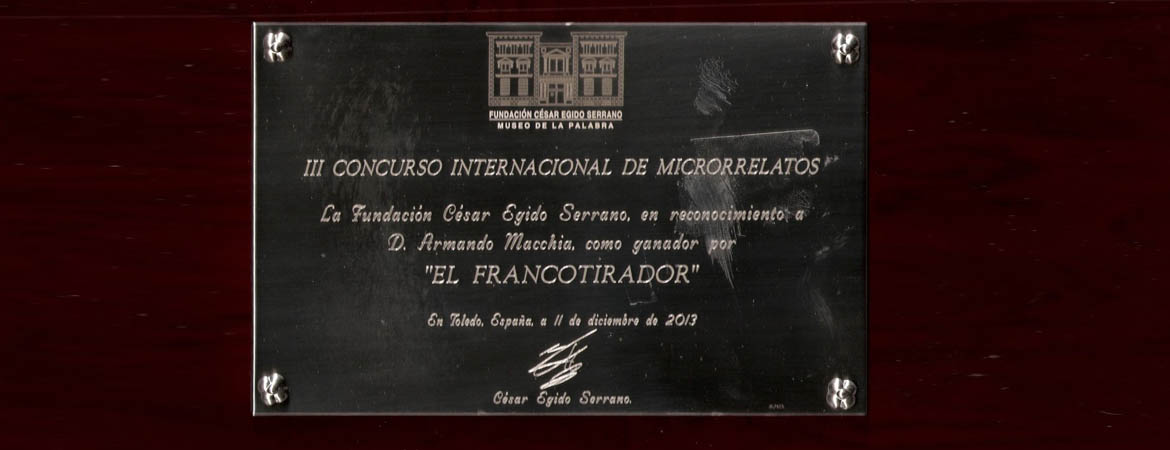 FUNDACIÓN CÉSAR EGIDO SERRANO
MUSEO DE LA PALABRA
III CONCURSO INTERNACIONAL DE MICRORRELATOS
La Fundación César Egido Serrano, en reconocimiento a
D. Armando Macchia, como ganador por
"EL FRANCOTIRADOR"
En Toledo, España, a 11 de diciembre de 2013
César Egido Serrano.